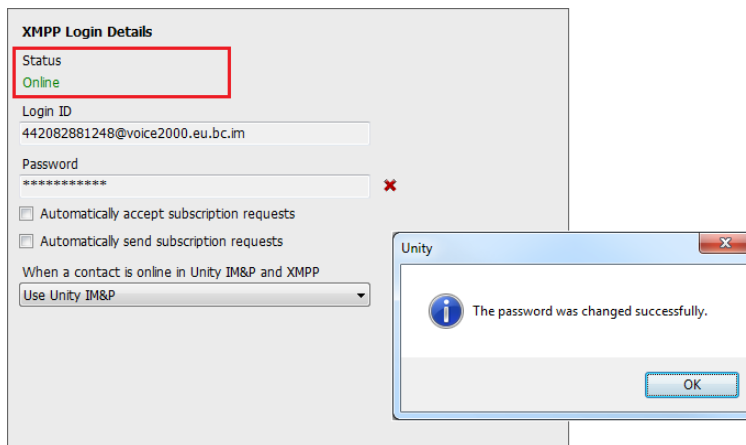 XMPP Login Details
Status
Online
Login ID
442082881248@voice2000.eu.bc.im
Password
***********
Automatically accept subscription requests
Automatically send subscription requests
When a contact is online in Unity IM&P and XMPP
Use Unity IM&P
Unity
The password was changed successfully.
OK